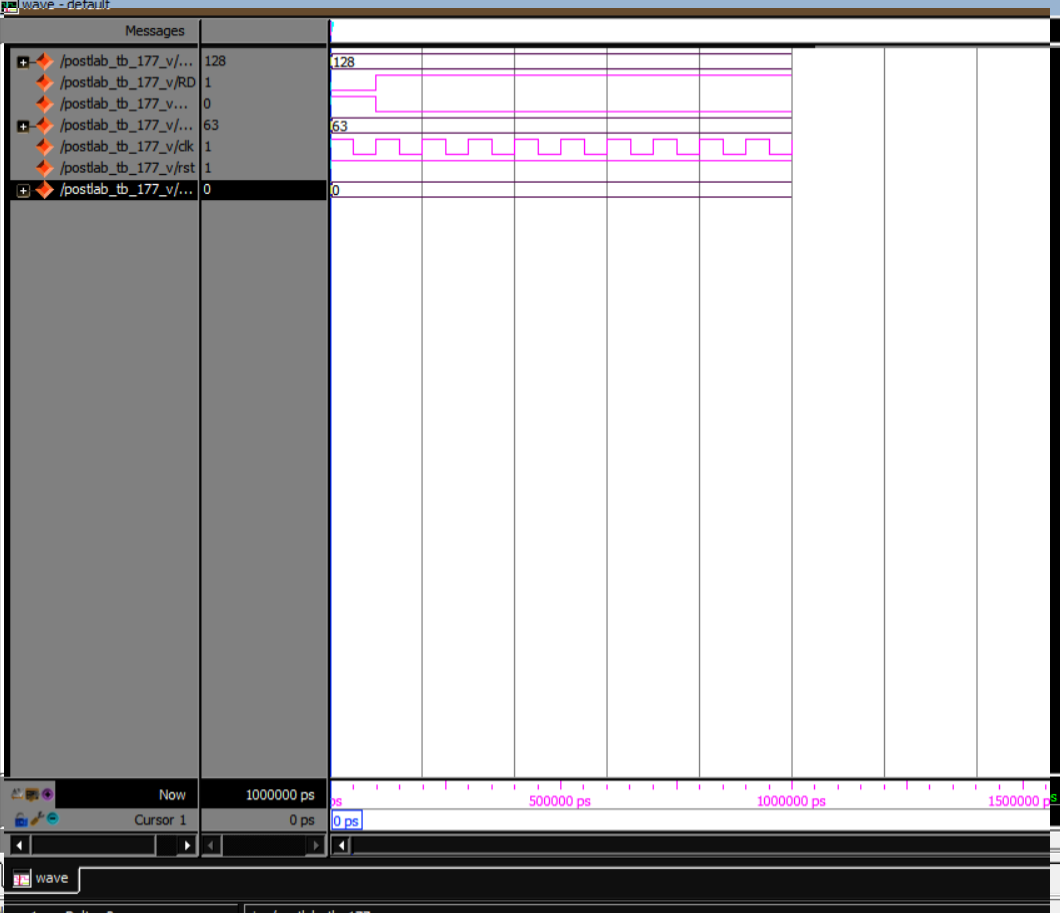 wave - default
Messages
/postlab_tb_177_v/... 128 128
/postlab_tb_177_v/RD 1
/postlab_tb_177_v... 0
/postlab_tb_177_v/... 63 63
/postlab_tb_177_v/clk 1
/postlab_tb_177_v/rst 1
/postlab_tb_177_v/... 0 0
Now 1000000 ps ps 500000 ps 1000000 ps 1500000 ps
Cursor 1 0 ps 0 ps
wave